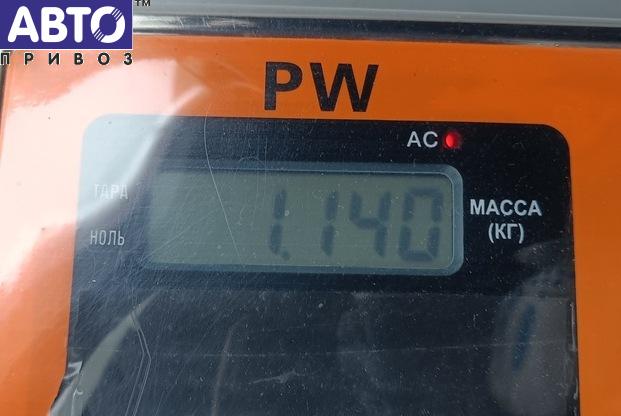 АВТО
ПРИВОЗ
PW
AC
ТАРА
1.140
МАССА
(КГ)
НОЛЬ